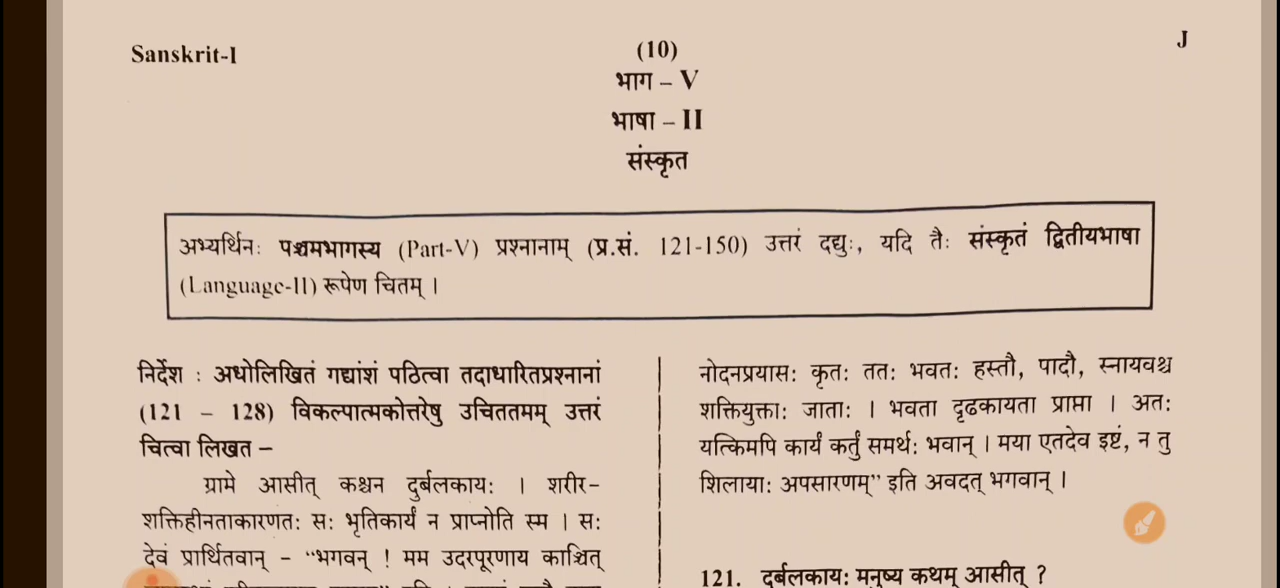 Sanskrit-I
(10)
J
भाग – V
भाषा – II
संस्कृत
अभ्यर्थिनः पञ्चमभागस्य (Part-V) प्रश्नानाम् (प्र.सं. 121-150) उत्तरं दद्युः, यदि तैः संस्कृतं द्वितीयभाषा
(Language-II) रूपेण चितम् ।
निर्देश : अधोलिखितं गद्यांशं पठित्वा तदाधारितप्रश्नानां
(121 – 128) विकल्पात्मकोत्तरेषु उचिततमम् उत्तरं
चित्वा लिखत –
ग्रामे आसीत् कश्चन दुर्बलकायः । शरीर-
शक्तिहीनताकारणतः सः भृतिकार्यं न प्राप्नोति स्म । सः
देवं प्रार्थितवान् – “भगवन् ! मम उदरपूरणाय काश्चित्
नोदनप्रयासः कृतः ततः भवतः हस्तौ, पादौ, स्नायवश्च
शक्तियुक्ताः जाताः । भवता दृढकायता प्राप्ता । अतः
यत्किमपि कार्यं कर्तुं समर्थः भवान् । मया एतदेव इष्टं, न तु
शिलायाः अपसारणम्” इति अवदत् भगवान् ।
121. दुर्बलकायः मनुष्य कथम् आसीत् ?